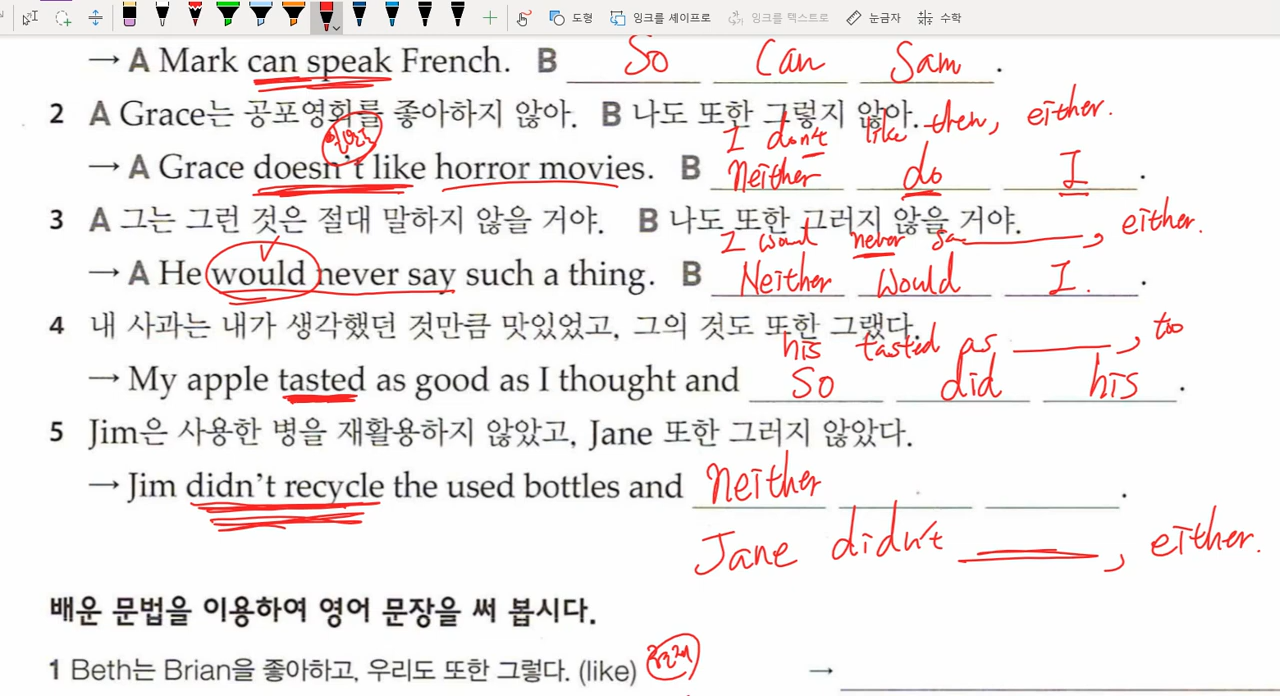 도형 잉크를 셰이프로 잉크를 텍스트로 눈금자 수학
→ A Mark can speak French. B So Can Sam.
2 A Grace는 공포영화를 좋아하지 않아. B 나도 또한 그렇지 않아.
I don't like them, either.
→ A Grace doesn't like horror movies. B Neither do I.
3 A 그는 그런 것은 절대 말하지 않을 거야. B 나도 또한 그러지 않을 거야.
I never, either.
→ A He would never say such a thing. B Neither Would I.
4 내 사과는 내가 생각했던 것만큼 맛있었고, 그의 것도 또한 그랬다.
his tasted as, too
→ My apple tasted as good as I thought and So did his.
5 Jim은 사용한 병을 재활용하지 않았고, Jane 또한 그러지 않았다.
→ Jim didn't recycle the used bottles and neither.
Jane didn't, either.
배운 문법을 이용하여 영어 문장을 써 봅시다.
1 Beth는 Brian을 좋아하고, 우리도 또한 그렇다. (like) →